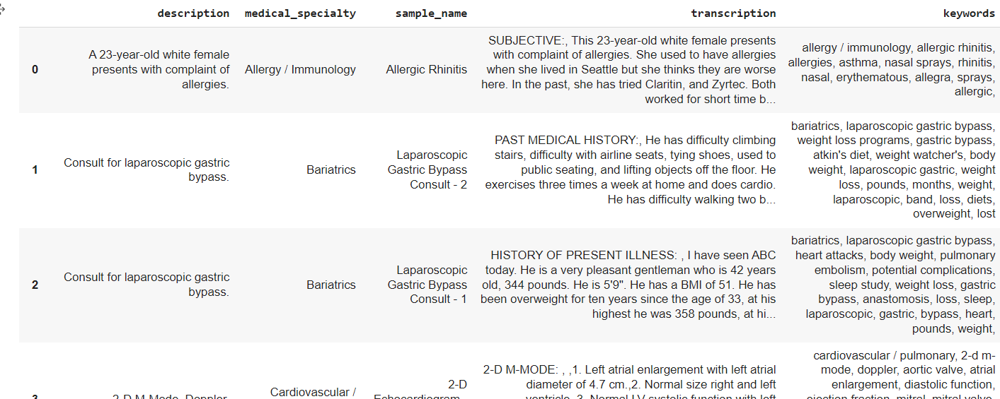 description medical_specialty sample_name transcription keywords
0
A 23-year-old white female
presents with complaint of
allergies.
Allergy / Immunology
Allergic Rhinitis
SUBJECTIVE:, This 23-year-old white female presents
with complaint of allergies. She used to have allergies
when she lived in Seattle but she thinks they are worse
here. In the past, she has tried Claritin, and Zyrtec. Both
worked for short time b...
allergy / immunology, allergic rhinitis,
allergies, asthma, nasal sprays, rhinitis,
nasal, erythematous, allegra, sprays,
allergic,
1
Consult for laparoscopic gastric
bypass.
Bariatrics
Laparoscopic
Gastric Bypass
Consult - 2
PAST MEDICAL HISTORY:, He has difficulty climbing
stairs, difficulty with airline seats, tying shoes, used to
public seating, and lifting objects off the floor. He
exercises three times a week at home and does cardio.
He has difficulty walking two b...
bariatrics, laparoscopic gastric bypass,
weight loss programs, gastric bypass,
atkin's diet, weight watcher's, body
weight, laparoscopic gastric, weight
loss, pounds, months, weight,
laparoscopic, band, loss, diets,
overweight, lost
2
Consult for laparoscopic gastric
bypass.
Bariatrics
Laparoscopic
Gastric Bypass
Consult - 1
HISTORY OF PRESENT ILLNESS: , I have seen ABC
today. He is a very pleasant gentleman who is 42 years
old, 344 pounds. He is 5'9". He has a BMI of 51. He has
been overweight for ten years since the age of 33, at his
highest he was 358 pounds, at hi...
bariatrics, laparoscopic gastric bypass,
heart attacks, body weight, pulmonary
embolism, potential complications,
sleep study, weight loss, gastric
bypass, anastomosis, loss, sleep,
laparoscopic, gastric, bypass, heart,
pounds, weight,
3
2-D M-Mode. Doppler.
Cardiovascular /
2-D
Echocardiogram
2-D M-MODE: , ,1. Left atrial enlargement with left atrial
diameter of 4.7 cm.,2. Normal size right and left
ventricle. 3. Normal LV systolic function with left
cardiovascular / pulmonary, 2-d m-
mode, doppler, aortic valve, atrial
enlargement, diastolic function,
ejection fraction, mitral, mitral valve,